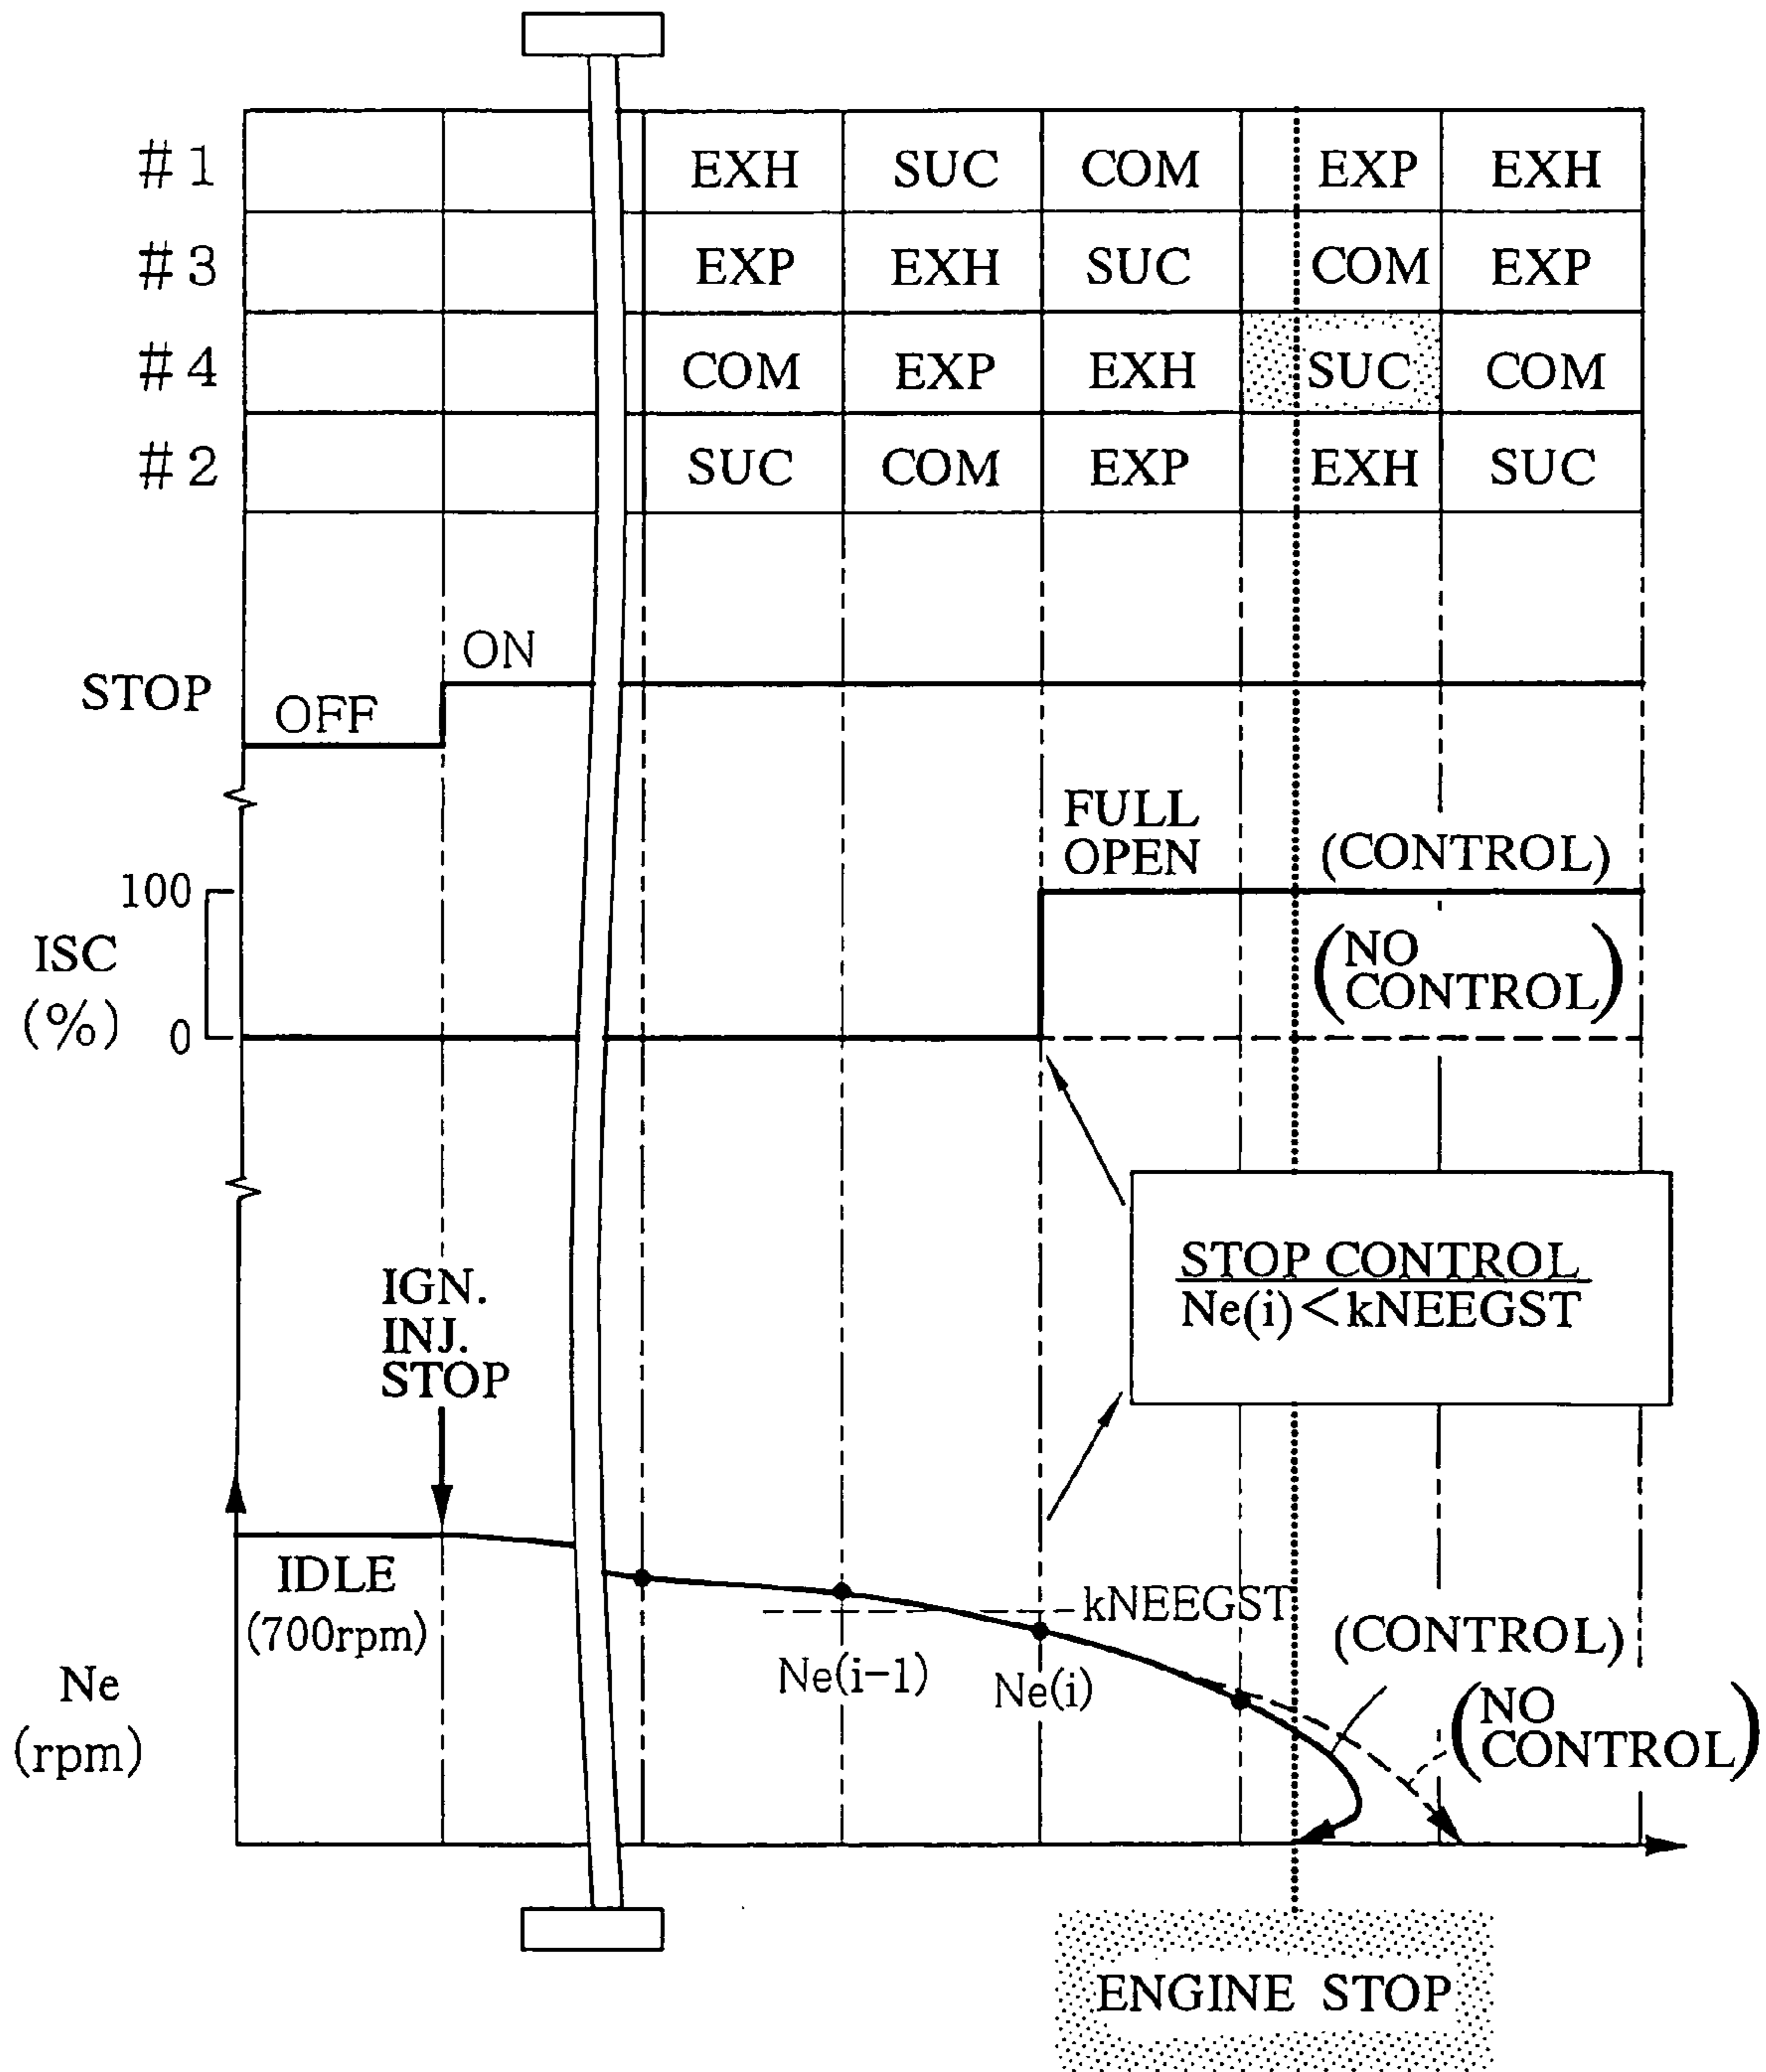 #1 EXH SUC COM EXP EXH
#3 EXP EXH SUC COM EXP
#4 COM EXP EXH SUC COM
#2 SUC COM EXP EXH SUC
ON
STOP
OFF
FULL
OPEN
(CONTROL)
100
ISC
(%)
0
(NO
CONTROL)
STOP CONTROL
Ne(i)<kNEEGST
IGN.
INJ.
STOP
IDLE
(700rpm)
kNEEGST
Ne(i-1)
Ne(i)
(CONTROL)
(NO
CONTROL)
Ne
(rpm)
ENGINE STOP